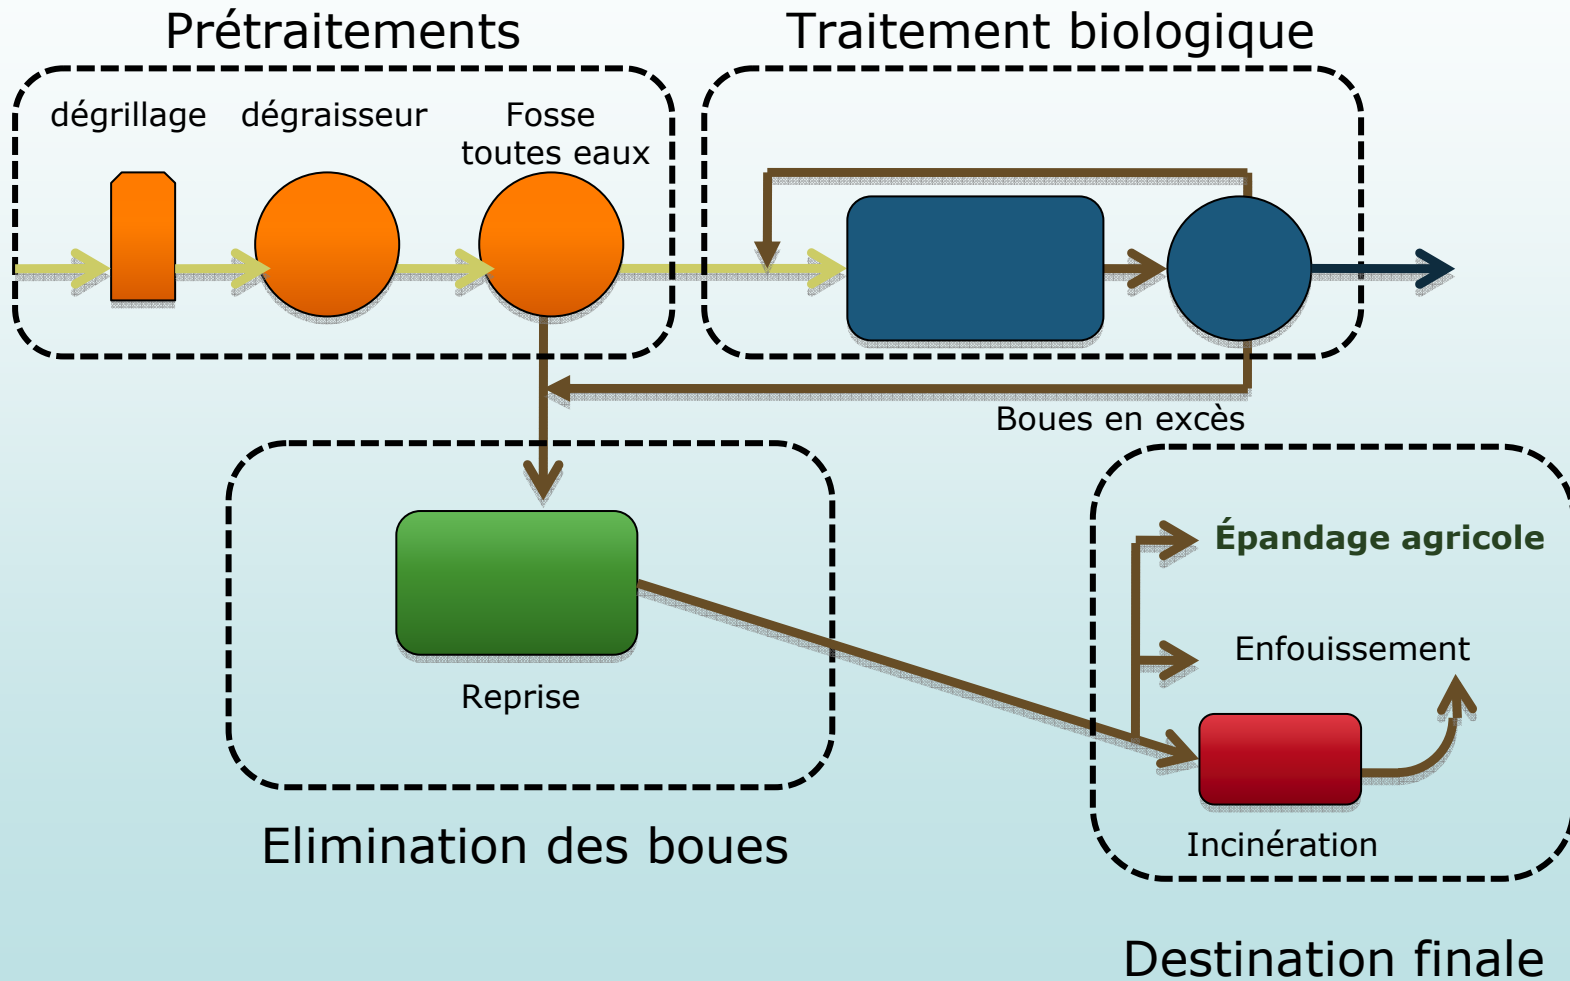 Prétraitements
Traitement biologique
dégrillage
dégraisseur
Fosse
toutes eaux
Boues en excès
Épandage agricole
Enfouissement
Reprise
Incinération
Elimination des boues
Destination finale